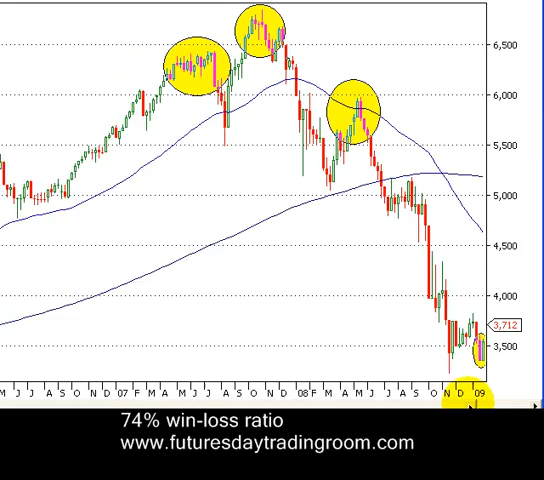 6,500
6,000
5,500
5,000
4,500
4,000
3,712
3,500
M J J A S O N D 07 M A M J J A S O N D 08 M A M J J A S O N D 09
74% win-loss ratio
www.futuresdaytradingroom.com